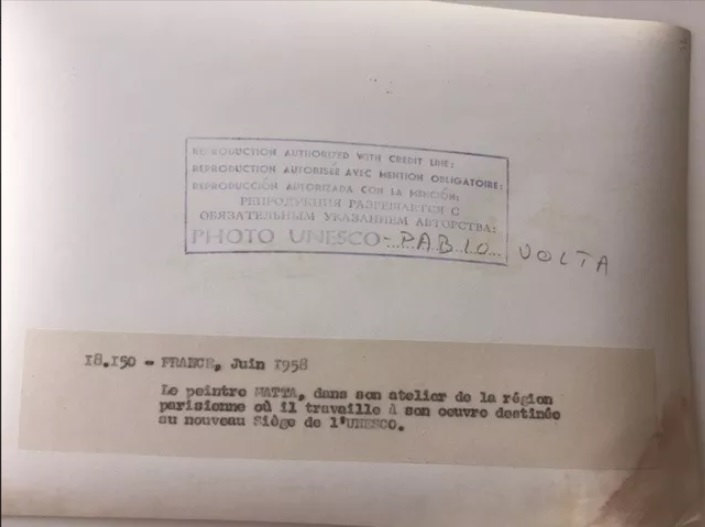 REPRODUCTION AUTHORIZED WITH CREDIT LINE:
REPRODUCTION AUTORISÉE AVEC MENTION OBLIGATOIRE:
REPRODUCCIÓN AUTORIZADA CON LA MENCIÓN:
РЕПРОДУКЦИЯ РАЗРЕШАЕТСЯ С
ОБЯЗАТЕЛЬНЫМ УКАЗАНИЕМ АВТОРСТВА:
PHOTO UNESCO-PABLO VOLTA
18.150 - FRANCE, Juin 1958
Le peintre MATTA, dans son atelier de la région
parisienne où il travaille à son oeuvre destinée
au nouveau Siège de l'UNESCO.